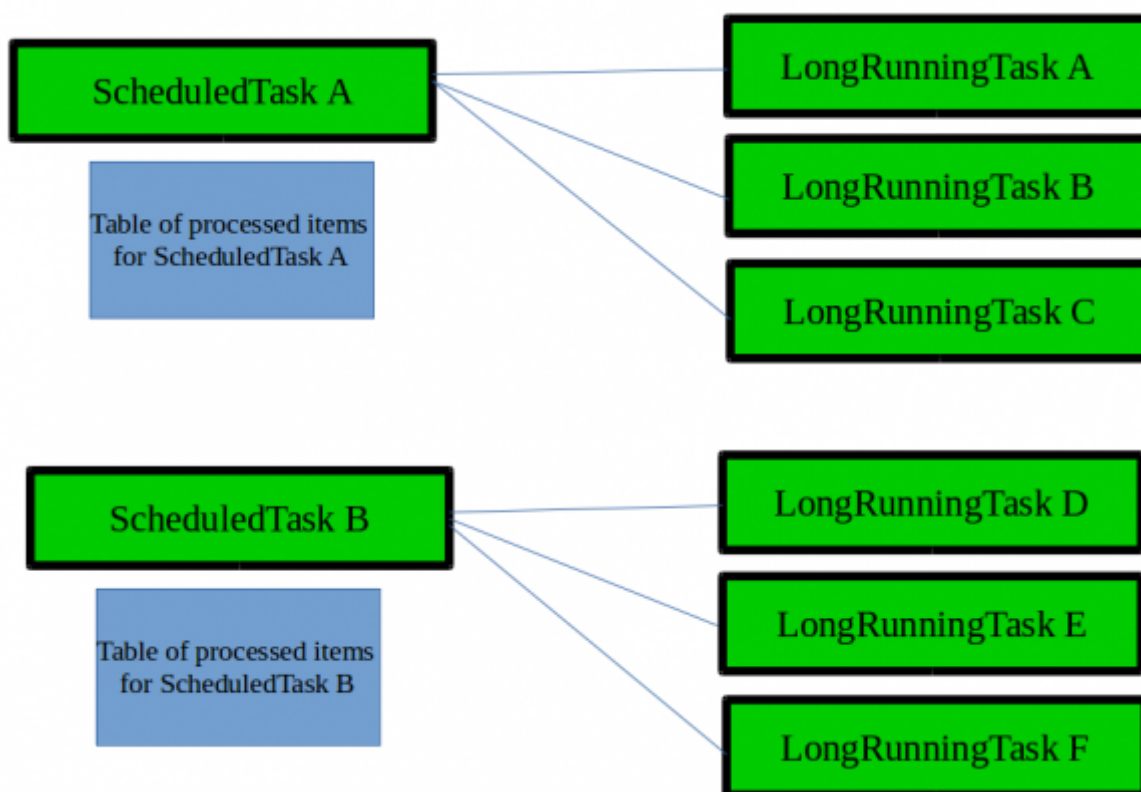 ScheduledTask A
Table of processed items
for ScheduledTask A
LongRunningTask A
LongRunningTask B
LongRunningTask C
ScheduledTask B
Table of processed items
for ScheduledTask B
LongRunningTask D
LongRunningTask E
LongRunningTask F